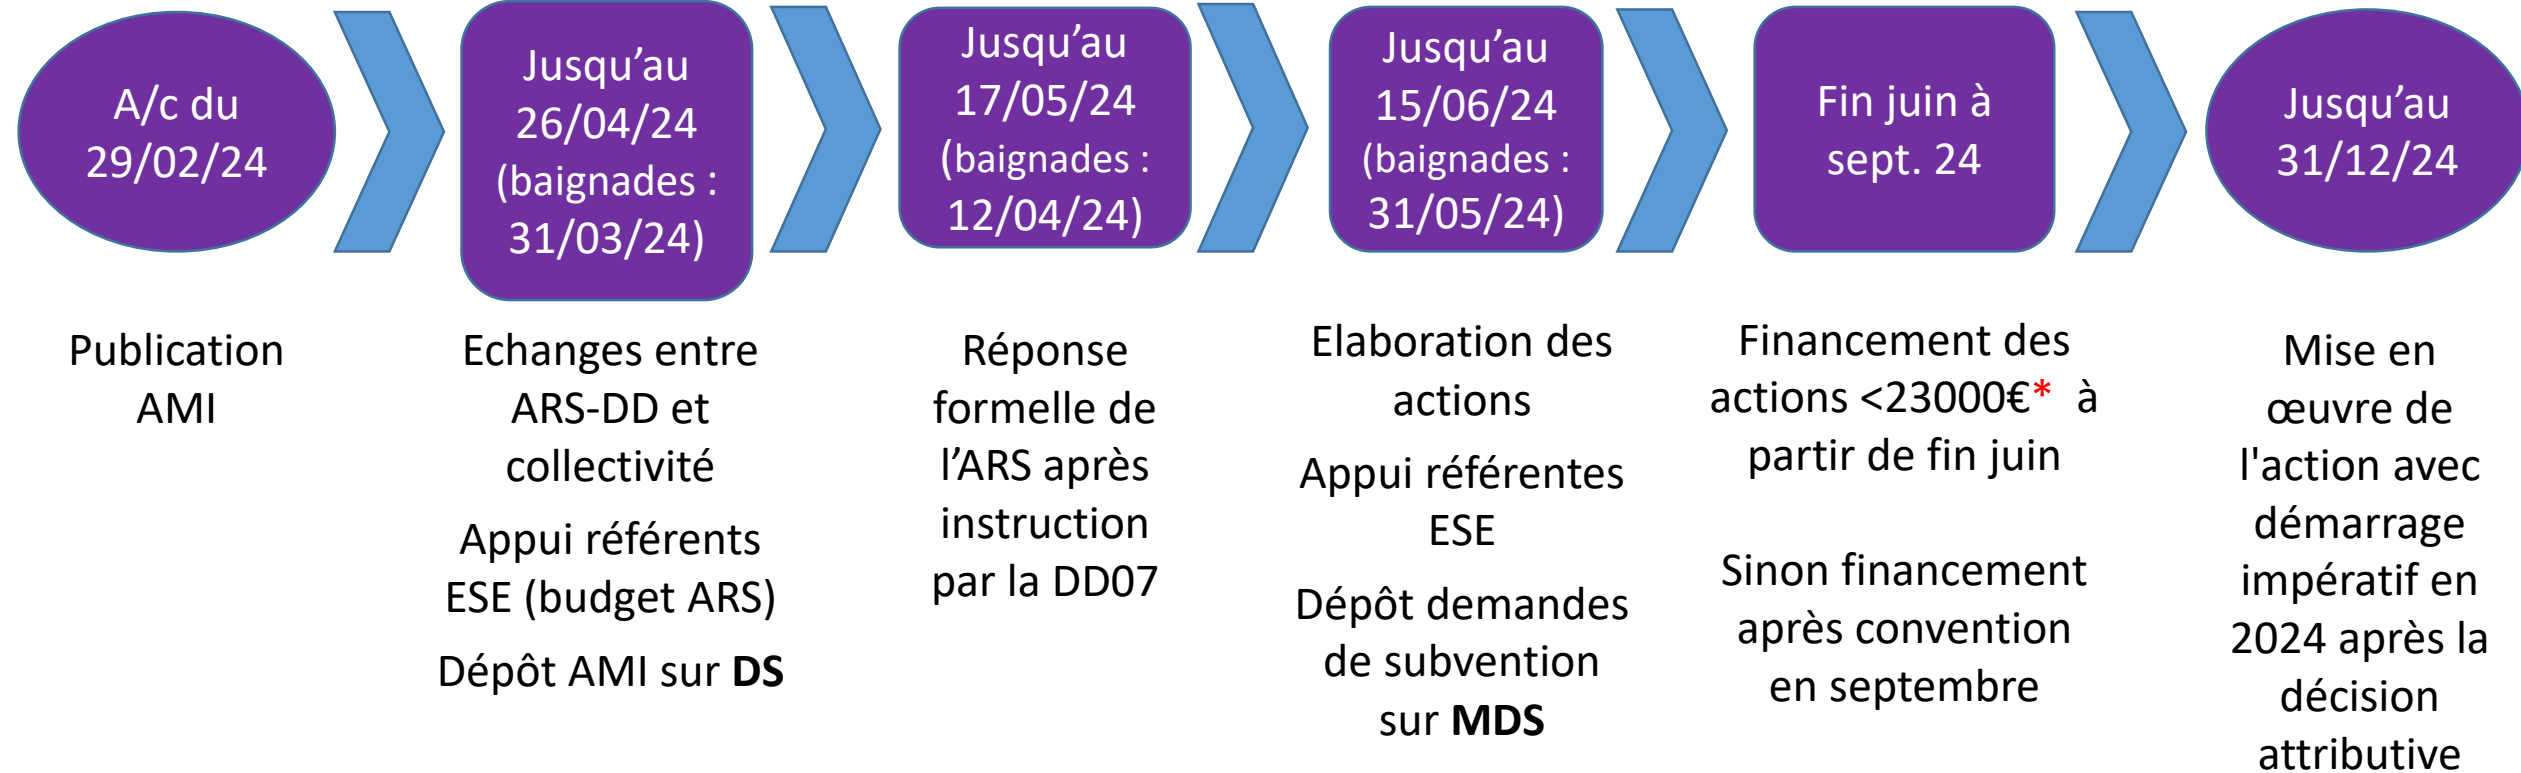 A/c du
29/02/24
Jusqu'au
26/04/24
(baignades :
31/03/24)
Jusqu'au
17/05/24
(baignades :
12/04/24)
Jusqu'au
15/06/24
(baignades :
31/05/24)
Fin juin à
sept. 24
Jusqu'au
31/12/24
Publication
AMI
Echanges entre
ARS-DD et
collectivité
Appui référents
ESE (budget ARS)
Dépôt AMI sur DS
Réponse
formelle de
l'ARS après
instruction
par la DD07
Elaboration des
actions
Appui référentes
ESE
Dépôt demandes
de subvention
sur MDS
Financement des
actions <23000€* à
partir de fin juin
Sinon financement
après convention
en septembre
Mise en
œuvre de
l'action avec
démarrage
impératif en
2024 après la
décision
attributive